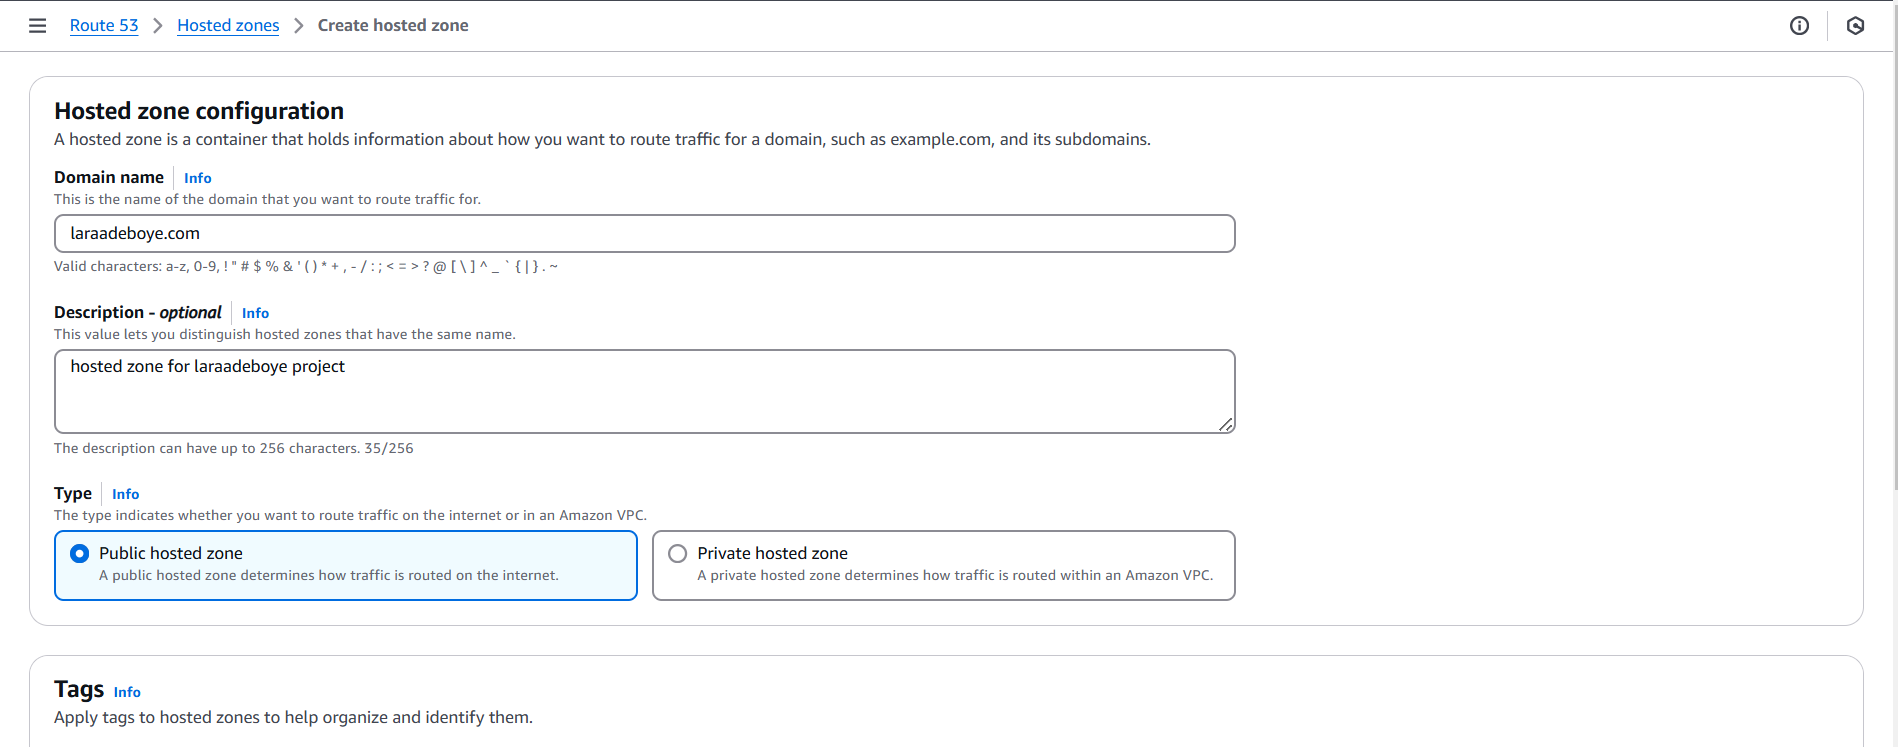 Route 53 > Hosted zones > Create hosted zone
Hosted zone configuration
A hosted zone is a container that holds information about how you want to route traffic for a domain, such as example.com, and its subdomains.
Domain name Info
This is the name of the domain that you want to route traffic for.
laraadeboye.com
Valid characters: a-z, 0-9, ! " # $ % & ' ( ) * + , - / : ; < = > ? @ [ \ ] ^ _ ` { | } . ~
Description - optional Info
This value lets you distinguish hosted zones that have the same name.
hosted zone for laraadeboye project
The description can have up to 256 characters. 35/256
Type Info
The type indicates whether you want to route traffic on the internet or in an Amazon VPC.
Public hosted zone
A public hosted zone determines how traffic is routed on the internet.
Private hosted zone
A private hosted zone determines how traffic is routed within an Amazon VPC.
Tags Info
Apply tags to hosted zones to help organize and identify them.